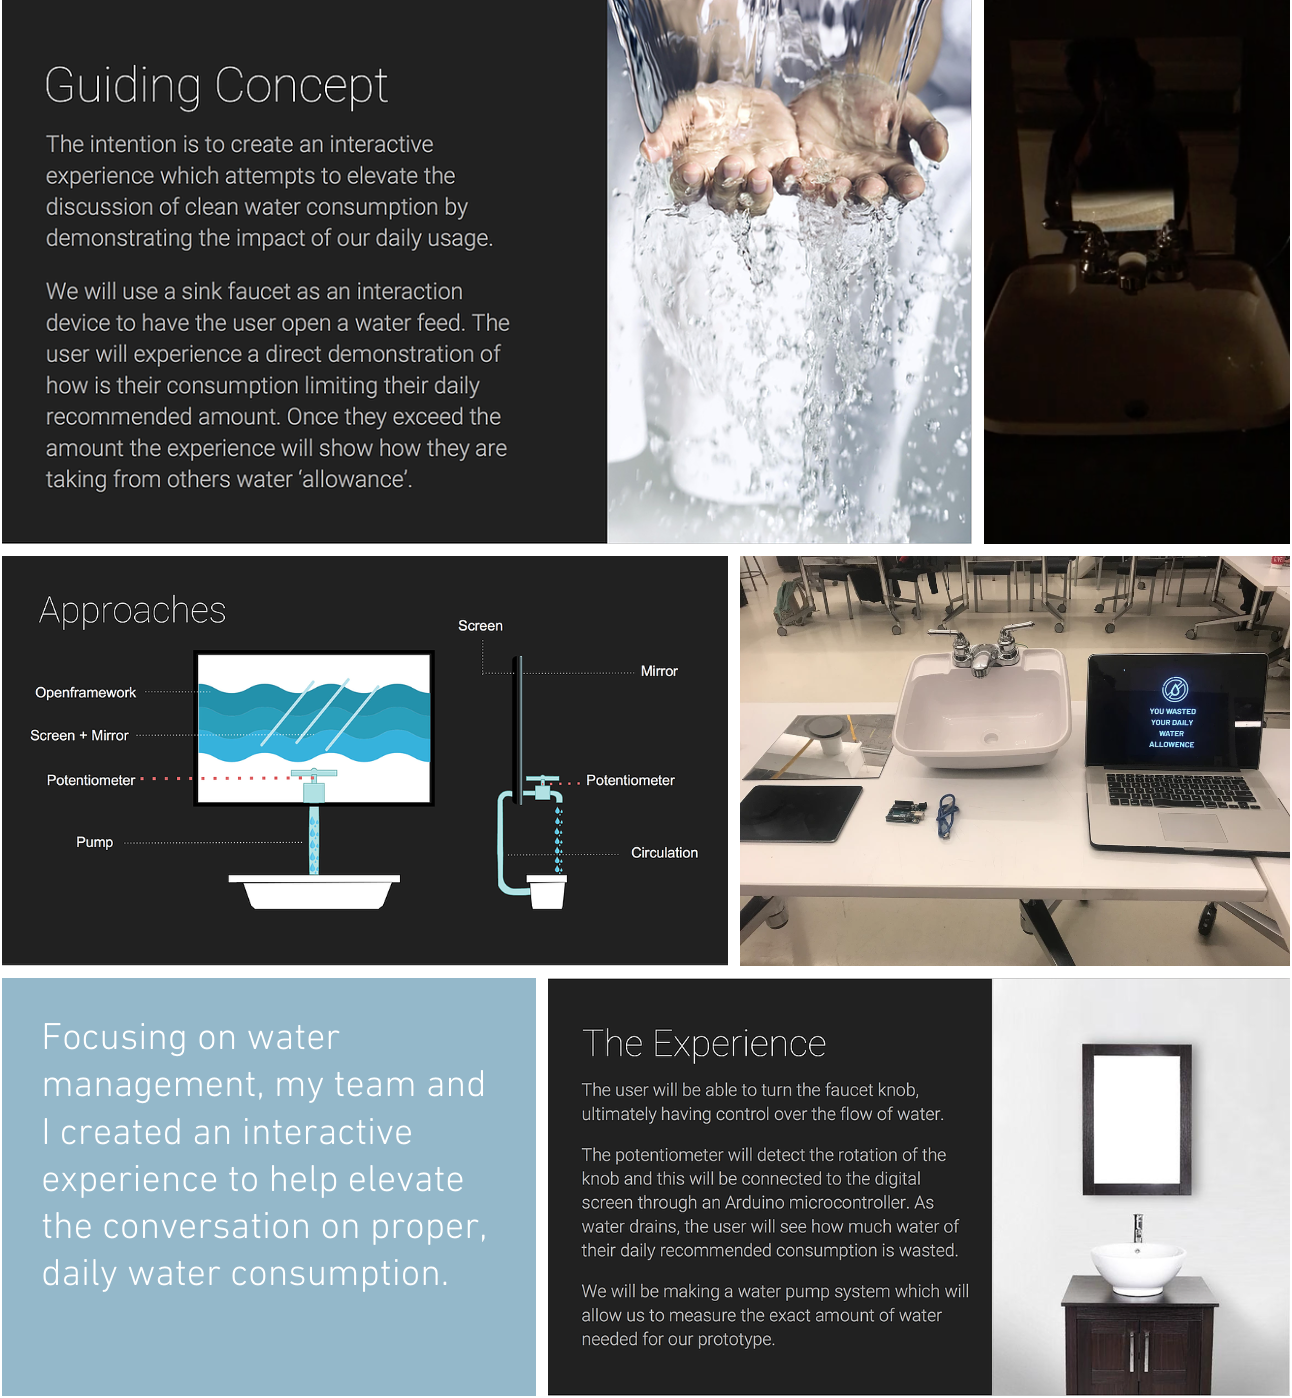 Guiding Concept
The intention is to create an interactive
experience which attempts to elevate the
discussion of clean water consumption by
demonstrating the impact of our daily usage.
We will use a sink faucet as an interaction
device to have the user open a water feed. The
user will experience a direct demonstration of
how is their consumption limiting their daily
recommended amount. Once they exceed the
amount the experience will show how they are
taking from others water ‘allowance’.
Approaches
Openframework
Screen + Mirror
Potentiometer
Pump
Screen
Mirror
Potentiometer
Circulation
YOU WASTED
YOUR DAILY
WATER
ALLOWENCE
Focusing on water
management, my team and
I created an interactive
experience to help elevate
the conversation on proper,
daily water consumption.
The Experience
The user will be able to turn the faucet knob,
ultimately having control over the flow of water.
The potentiometer will detect the rotation of the
knob and this will be connected to the digital
screen through an Arduino microcontroller. As
water drains, the user will see how much water of
their daily recommended consumption is wasted.
We will be making a water pump system which will
allow us to measure the exact amount of water
needed for our prototype.